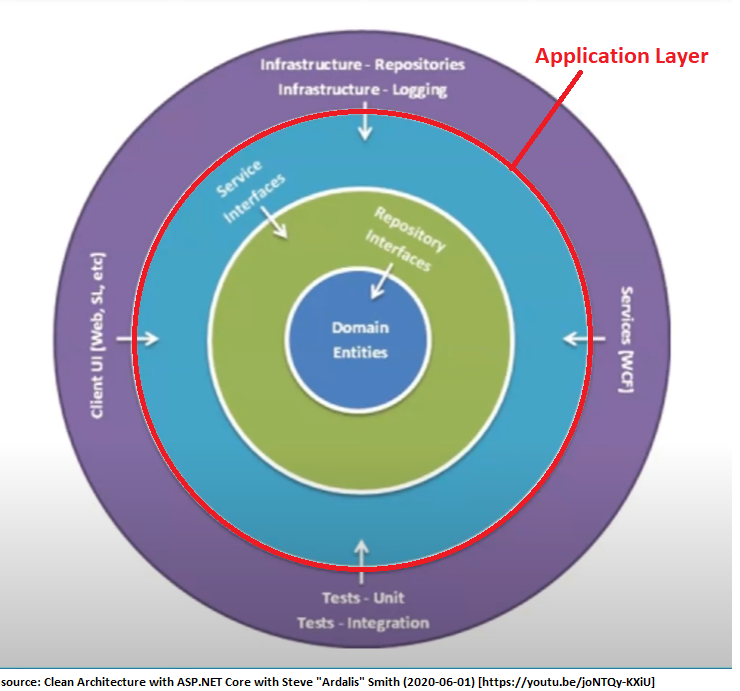 Application Layer
Infrastructure - Repositories
Infrastructure - Logging
Service
Interfaces
Repository
Interfaces
Client UI [Web, SL, etc]
Domain
Entities
Services [WCF]
Tests - Unit
Tests - Integration
source: Clean Architecture with ASP.NET Core with Steve "Ardalis" Smith (2020-06-01) [https://youtu.be/joNTQy-KXiU]